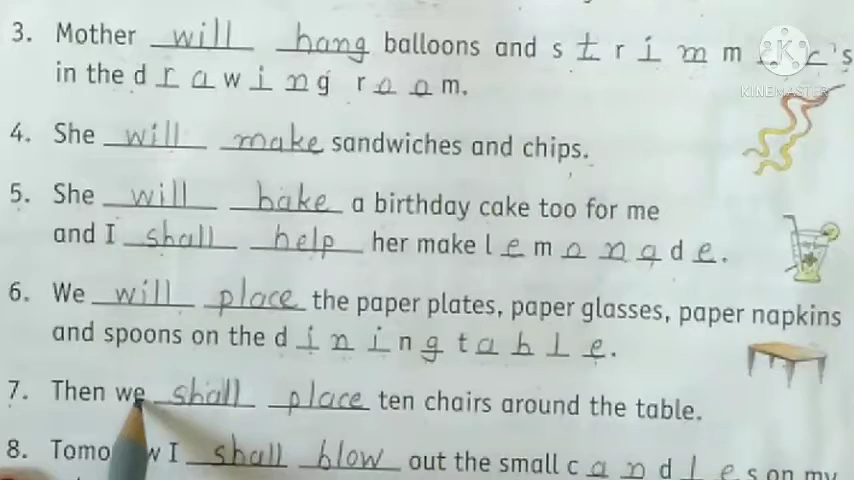 3. Mother will hang balloons and s t r i m m c c 's
in the d r a w i n g r o o m.
KINEMASTER
4. She will make sandwiches and chips.
5. She will bake a birthday cake too for me
and I shall help her make l e m o n a d e.
6. We will place the paper plates, paper glasses, paper napkins
and spoons on the d i n i n g t a b l e.
7. Then we shall place ten chairs around the table.
8. I shall blow out the small c a n d l e s on my